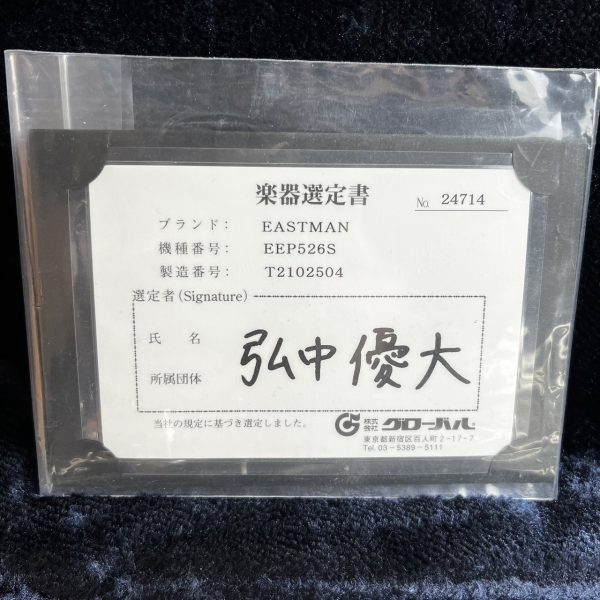 楽器選定書
No. 24714
ブランド： EASTMAN
機種番号： EEP526S
製造番号： T2102504
選定者(Signature)
氏 名
弘中優大
所属団体
当社の規定に基づき選定しました。
株式会社 グローバル
東京都新宿区百人町2-17-7
Tel. 03-5389-5111